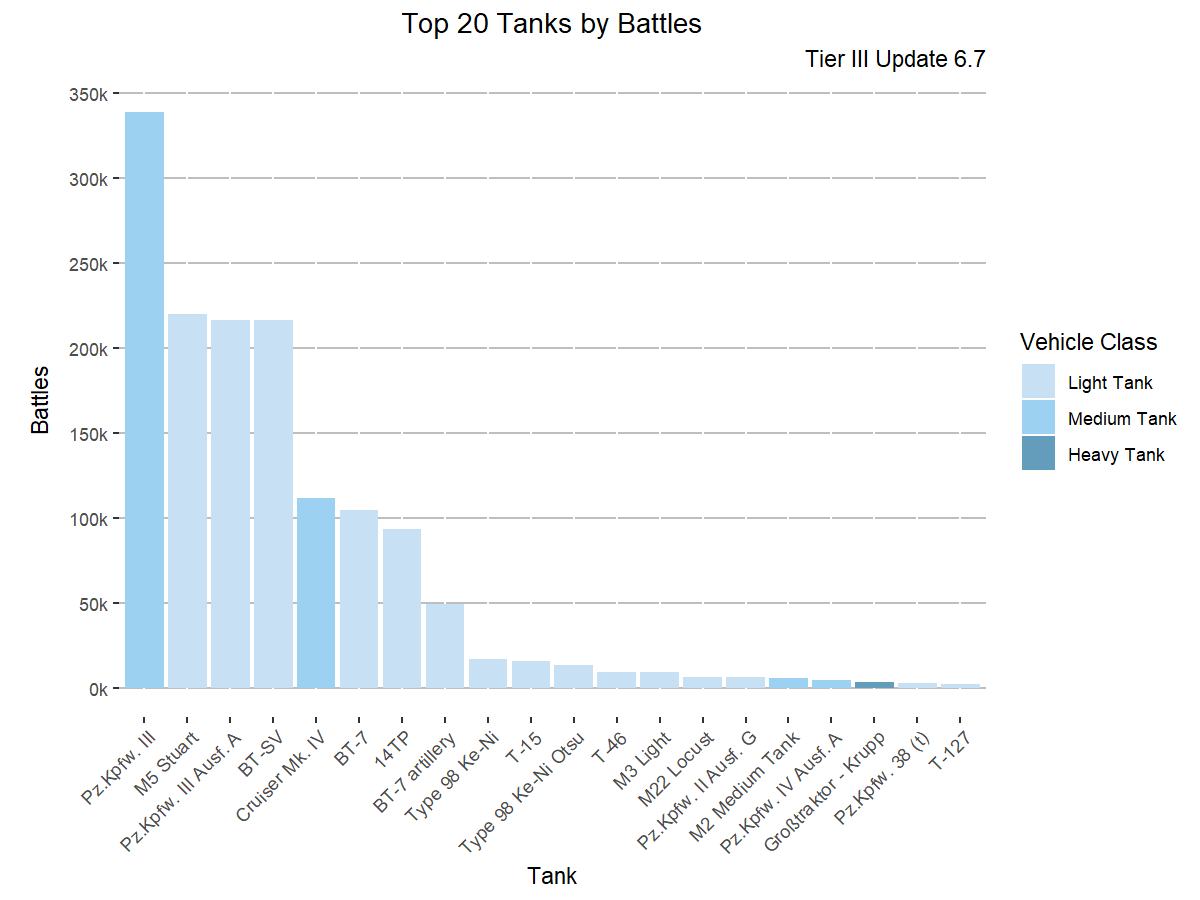 Top 20 Tanks by Battles
Tier III Update 6.7
350k
300k
250k
200k
150k
100k
50k
0k
Battles
Pz.Kpfw. III
M5 Stuart
Pz.Kpfw. III Ausf. A
BT-SV
Cruiser Mk. IV
BT-7
14TP
BT-7 artillery
Type 98 Ke-Ni
T-15
Type 98 Ke-Ni Otsu
T-46
M3 Light
M22 Locust
Pz.Kpfw. II Ausf. G
M2 Medium Tank
Pz.Kpfw. IV Ausf. A
Großtraktor - Krupp
Pz.Kpfw. 38 (t)
T-127
Tank
Vehicle Class
Light Tank
Medium Tank
Heavy Tank